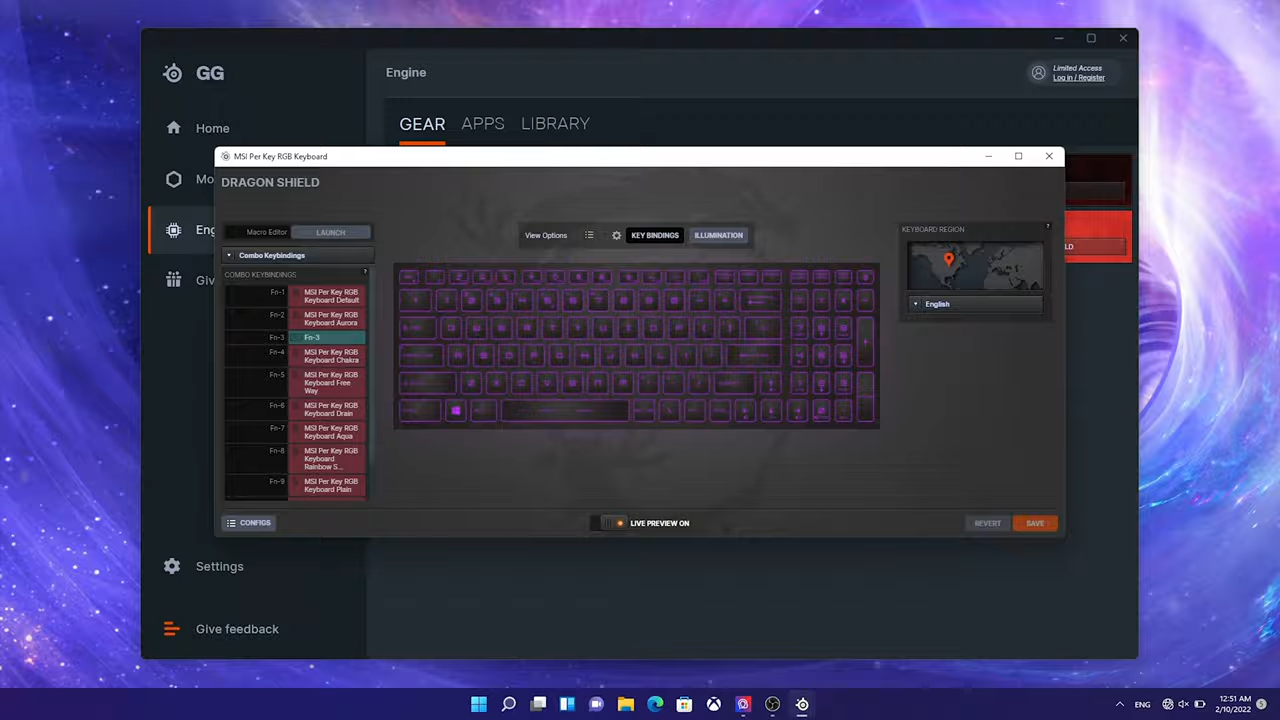 GG
Engine
Limited Access
Log in / Register
Home
GEAR APPS LIBRARY
MSI Per Key RGB Keyboard
Mo
DRAGON SHIELD
Eng
Macro Editor LAUNCH
View Options KEY BINDINGS ILLUMINATION
KEYBOARD REGION ?
LD
Combo Keybindings
COMBO KEYBINDINGS ?
Giv
Fn-1 MSI Per Key RGB
Keyboard Default
Fn-2 MSI Per Key RGB
Keyboard Aurora
Fn-3 Fn-3
Fn-4 MSI Per Key RGB
Keyboard Chakra
Fn-5 MSI Per Key RGB
Keyboard Free
Way
Fn-6 MSI Per Key RGB
Keyboard Drain
Fn-7 MSI Per Key RGB
Keyboard Aqua
Fn-8 MSI Per Key RGB
Keyboard
Rainbow S...
Fn-9 MSI Per Key RGB
Keyboard Plain
English
CONFIGS
LIVE PREVIEW ON
REVERT SAVE
Settings
Give feedback
ENG
12:51 AM
2/10/2022
5